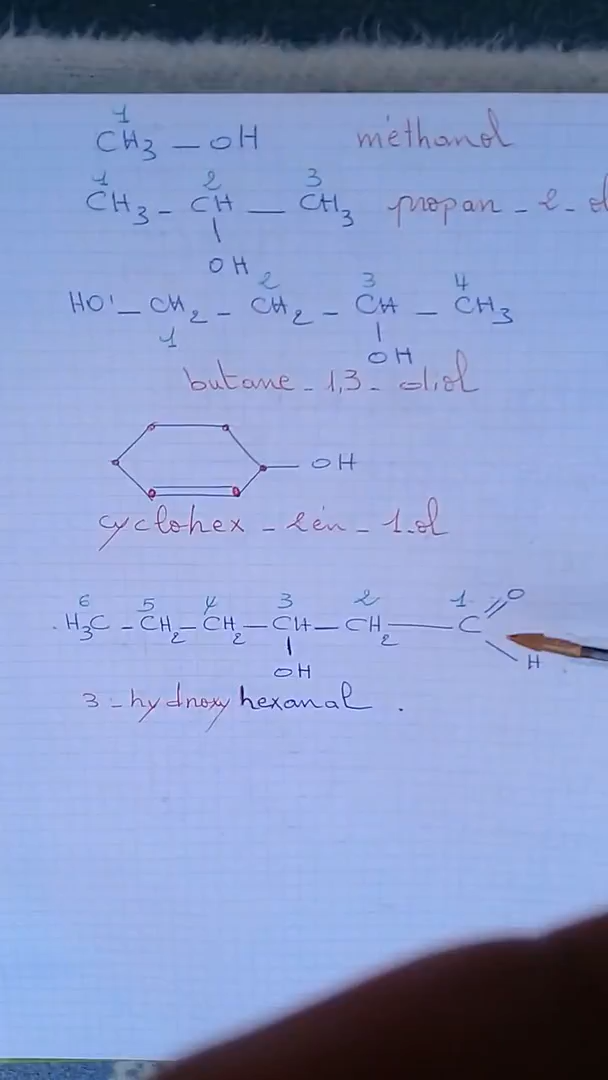 1
CH3 — OH méthanol
1 2 3
CH3 - CH — CH3 propan - 2 - ol
OH
2 3 4
HO - CH2 - CH2 - CH - CH3
1
OH
butane - 1,3 - diol
OH
cyclohex - 2én - 1.ol
6 5 4 3 2 1 O
H3C - CH2 - CH2 - CH - CH2 — C
OH H
3 - hydroxy hexanal .